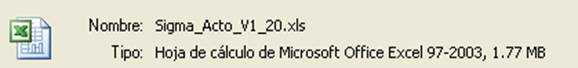 Nombre: Sigma_Acto_V1_20.xls
Tipo: Hoja de cálculo de Microsoft Office Excel 97-2003, 1.77 MB